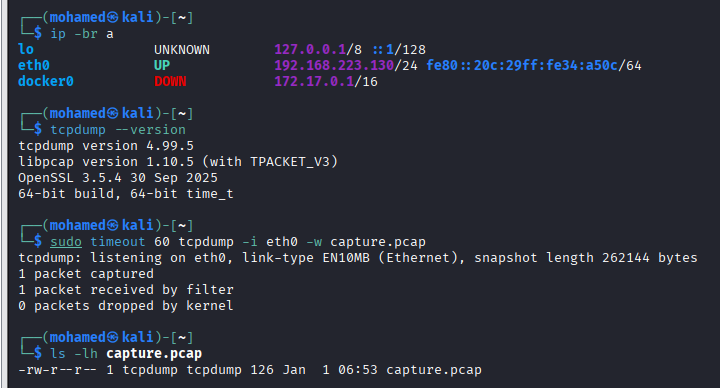 ┌──(mohamed㉿kali)-[~]
└─$ ip -br a
lo UNKNOWN 127.0.0.1/8 ::1/128
eth0 UP 192.168.223.130/24 fe80::20c:29ff:fe34:a50c/64
docker0 DOWN 172.17.0.1/16
┌──(mohamed㉿kali)-[~]
└─$ tcpdump --version
tcpdump version 4.99.5
libpcap version 1.10.5 (with TPACKET_V3)
OpenSSL 3.5.4 30 Sep 2025
64-bit build, 64-bit time_t
┌──(mohamed㉿kali)-[~]
└─$ sudo timeout 60 tcpdump -i eth0 -w capture.pcap
tcpdump: listening on eth0, link-type EN10MB (Ethernet), snapshot length 262144 bytes
1 packet captured
1 packet received by filter
0 packets dropped by kernel
┌──(mohamed㉿kali)-[~]
└─$ ls -lh capture.pcap
-rw-r--r-- 1 tcpdump tcpdump 126 Jan  1 06:53 capture.pcap